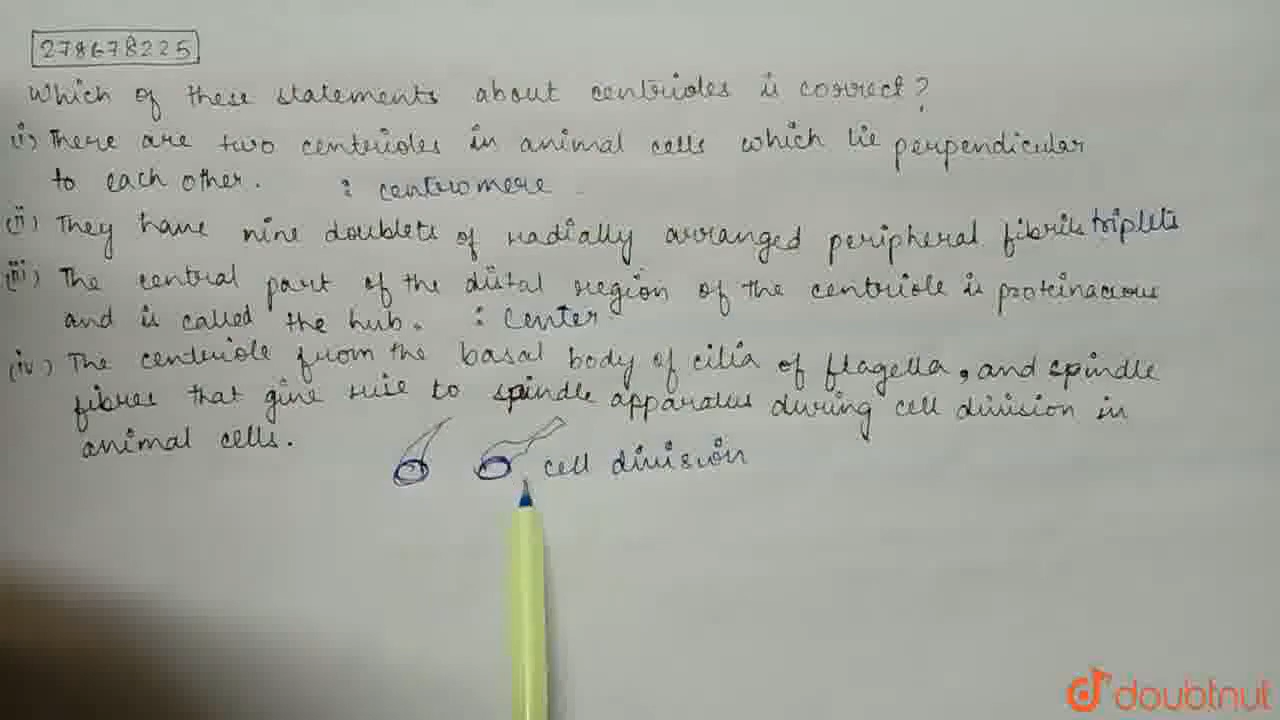 278678225
Which of these statements about centrioles is correct?
(i) There are two centrioles in animal cells which lie perpendicular
to each other. : centromere
(ii) They have nine doublets of radially arranged peripheral fibrils triplets
(iii) The central part of the distal region of the centriole is proteinacious
and is called the hub. : Center
(iv) The centriole from the basal body of cilia of flagella, and spindle
fibres that give rise to spindle apparatus during cell division in
animal cells.
cell division
doubtnut